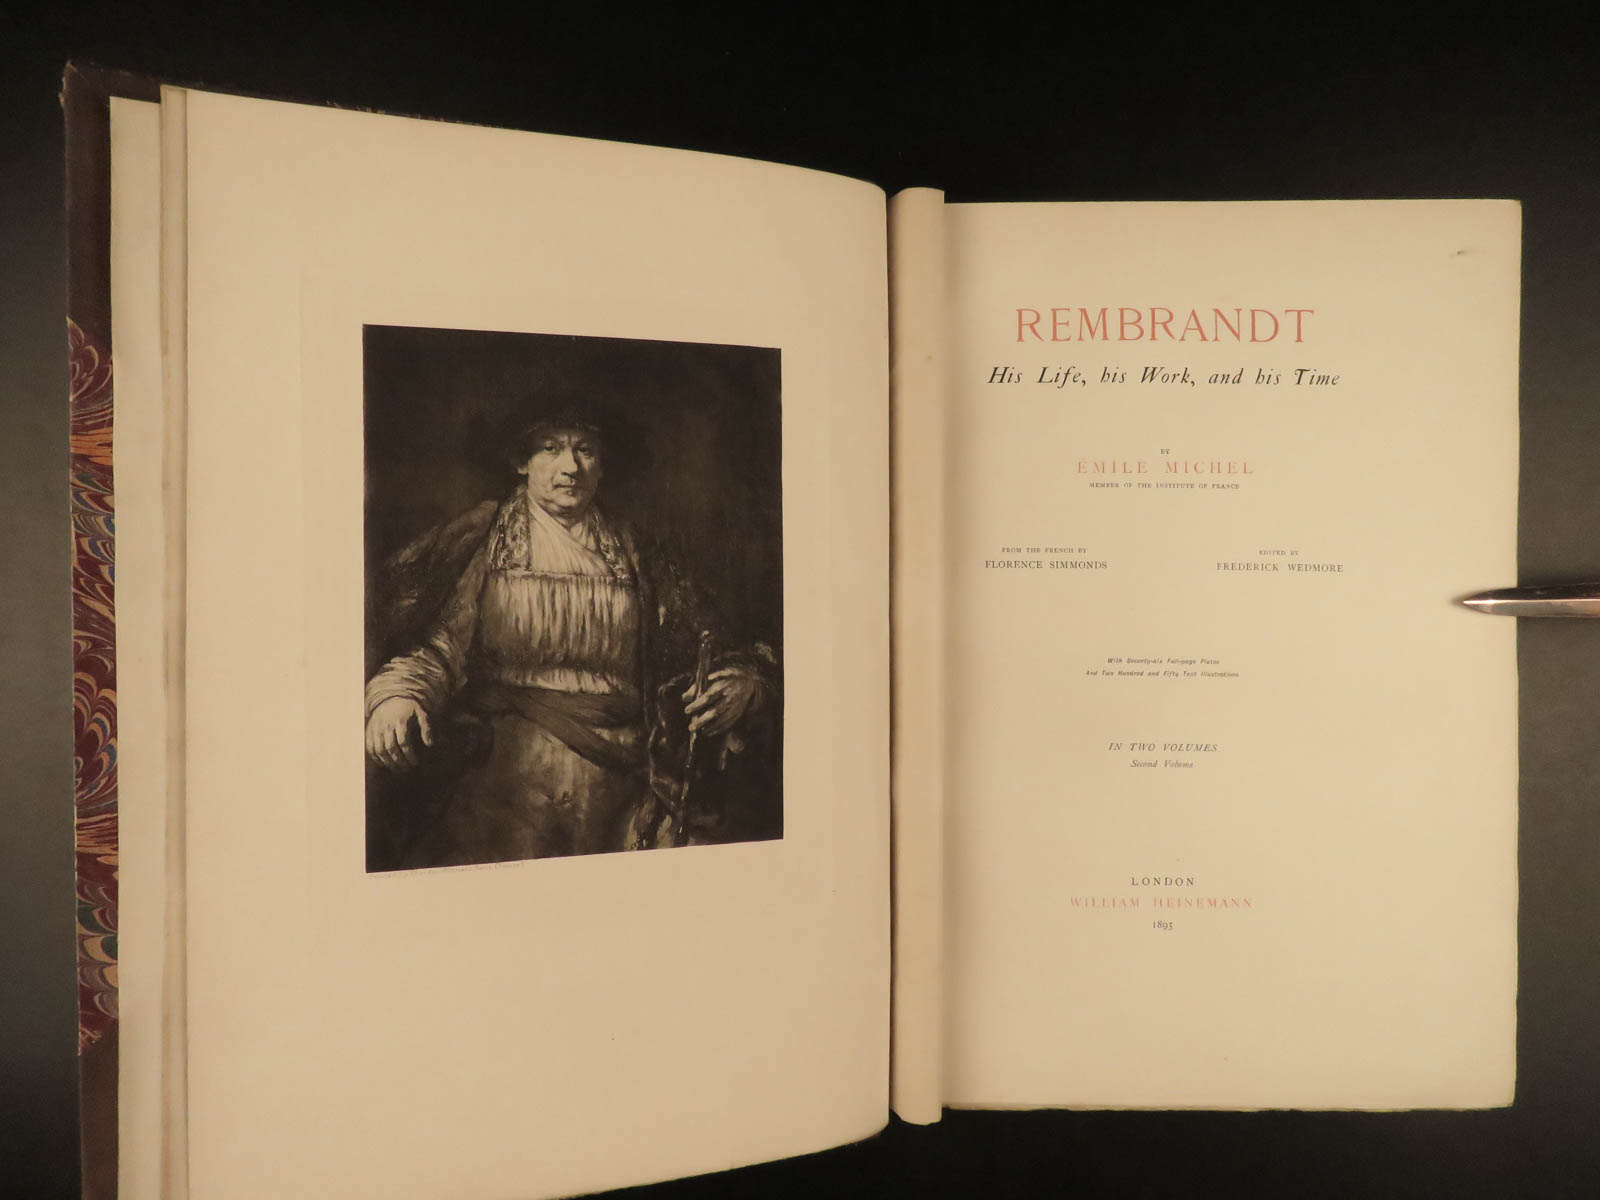 REMBRANDT
His Life, his Work, and his Time
BY
ÉMILE MICHEL
MEMBER OF THE INSTITUTE OF FRANCE
FROM THE FRENCH BY
FLORENCE SIMMONDS
EDITED BY
FREDERICK WEDMORE
With Seventy-six Full-page Plates
And Two Hundred and Fifty Text Illustrations
IN TWO VOLUMES
Second Volume
LONDON
WILLIAM HEINEMANN
1895